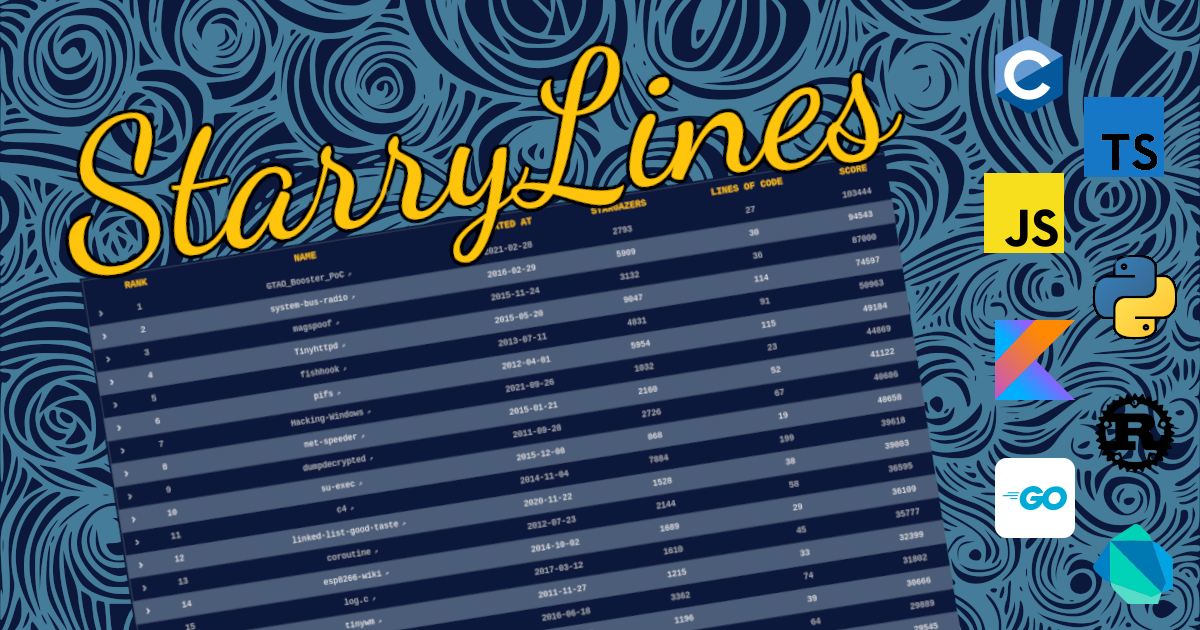 StarryLines
RANK NAME ATED AT STARGAZERS LINES OF CODE SCORE
› 1 GTAO_Booster_PoC 2021-02-28 2793 27 103444
› 2 system-bus-radio 2016-02-29 5909 30 94543
› 3 magspoof 2015-11-24 3132 36 87000
› 4 Tinyhttpd 2015-05-20 9047 114 74597
› 5 fishhook 2013-07-11 4831 91 50963
› 6 pifs 2012-04-01 5954 115 49184
› 7 Hacking-Windows 2021-09-26 1032 23 44869
› 8 net-speeder 2015-01-21 2160 52 41122
› 9 dumpdecrypted 2011-09-28 2726 67 40686
› 10 su-exec 2015-12-08 868 19 40658
› 11 c4 2014-11-04 7884 199 39618
› 12 linked-list-good-taste 2020-11-22 1528 38 39003
› 13 coroutine 2012-07-23 2144 58 36595
› 14 esp8266-wiki 2014-10-02 1689 29 36109
15 log.c 2017-03-12 1610 45 35777
tinywm 2011-11-27 1215 33 32399
2016-06-18 3362 74 31802
1196 39 30666
64 29889
29545
C
TS
JS
R
GO